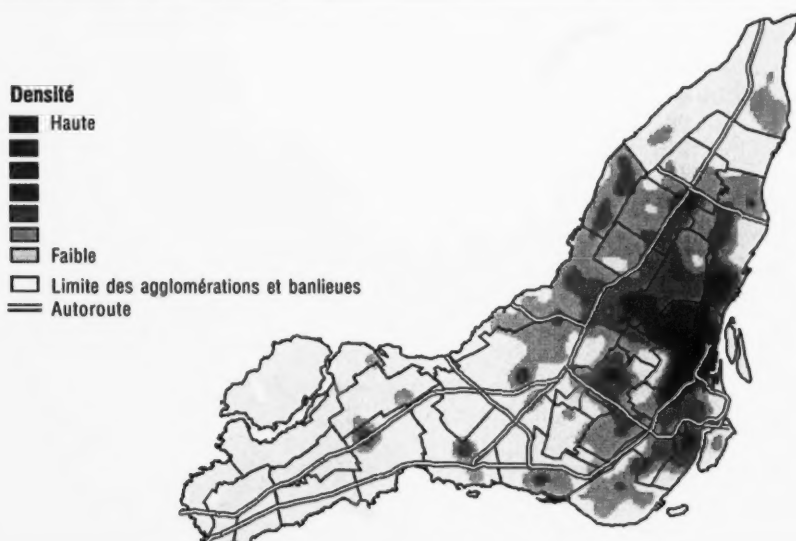 Densité
Haute
Faible
Limite des agglomérations et banlieues
Autoroute